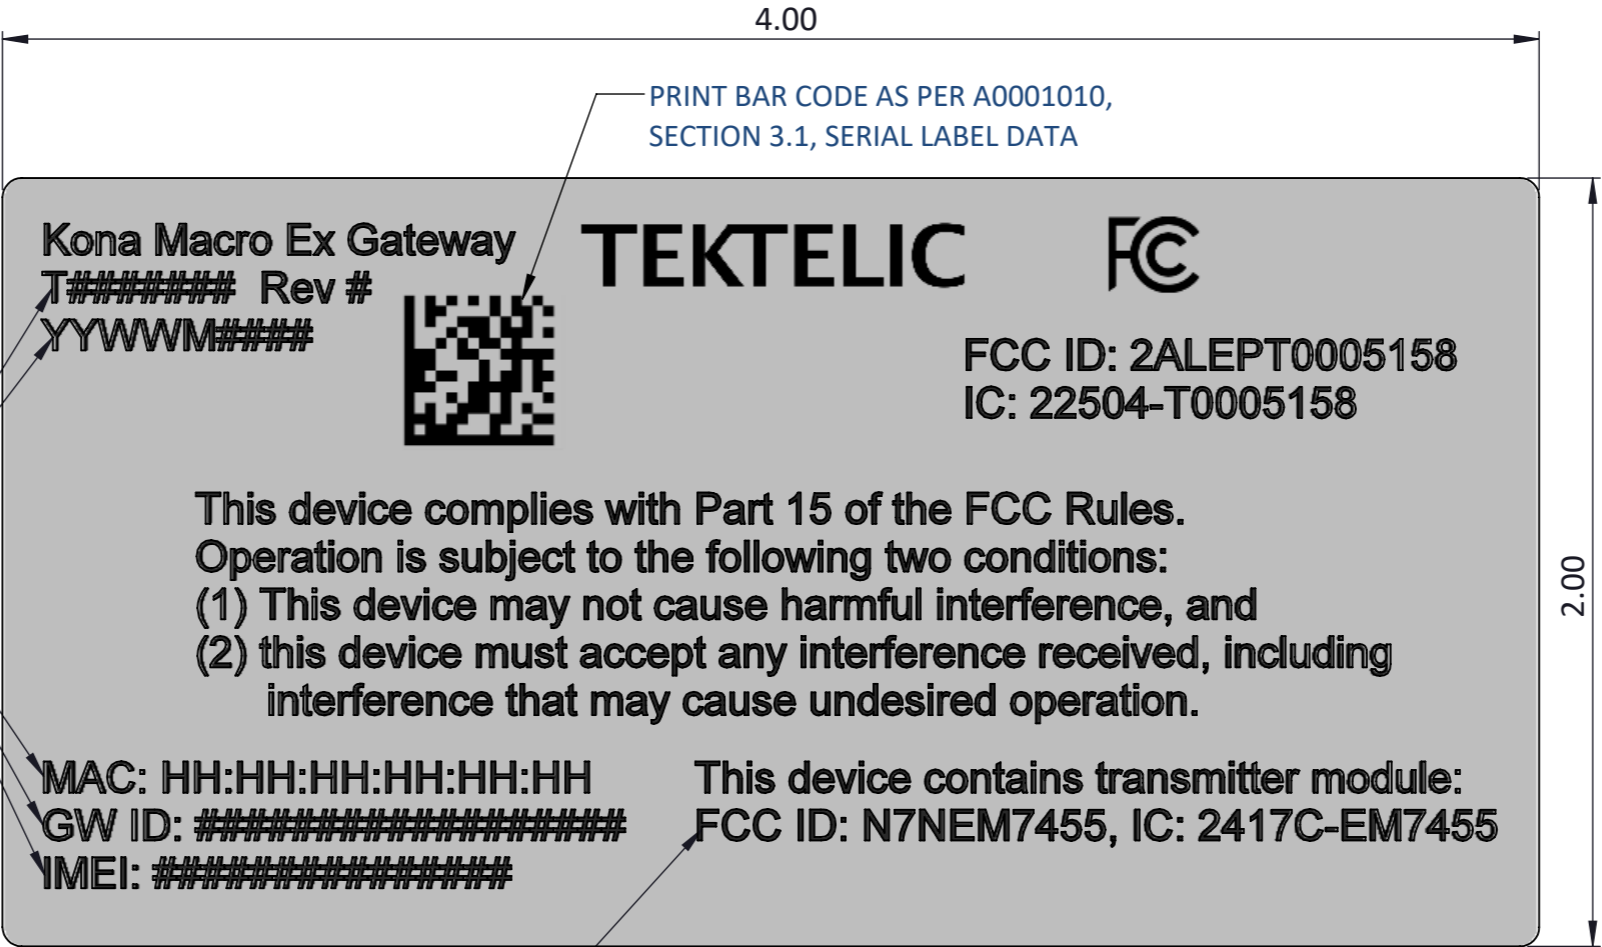 4.00
PRINT BAR CODE AS PER A0001010,
SECTION 3.1, SERIAL LABEL DATA
Kona Macro Ex Gateway
T####### Rev #
YYWWM####
TEKTELIC
FC
FCC ID: 2ALEPT0005158
IC: 22504-T0005158
This device complies with Part 15 of the FCC Rules.
Operation is subject to the following two conditions:
(1) This device may not cause harmful interference, and
(2) this device must accept any interference received, including
interference that may cause undesired operation.
MAC: HH:HH:HH:HH:HH:HH
GW ID: ##################
IMEI: ###############
This device contains transmitter module:
FCC ID: N7NEM7455, IC: 2417C-EM7455
2.00